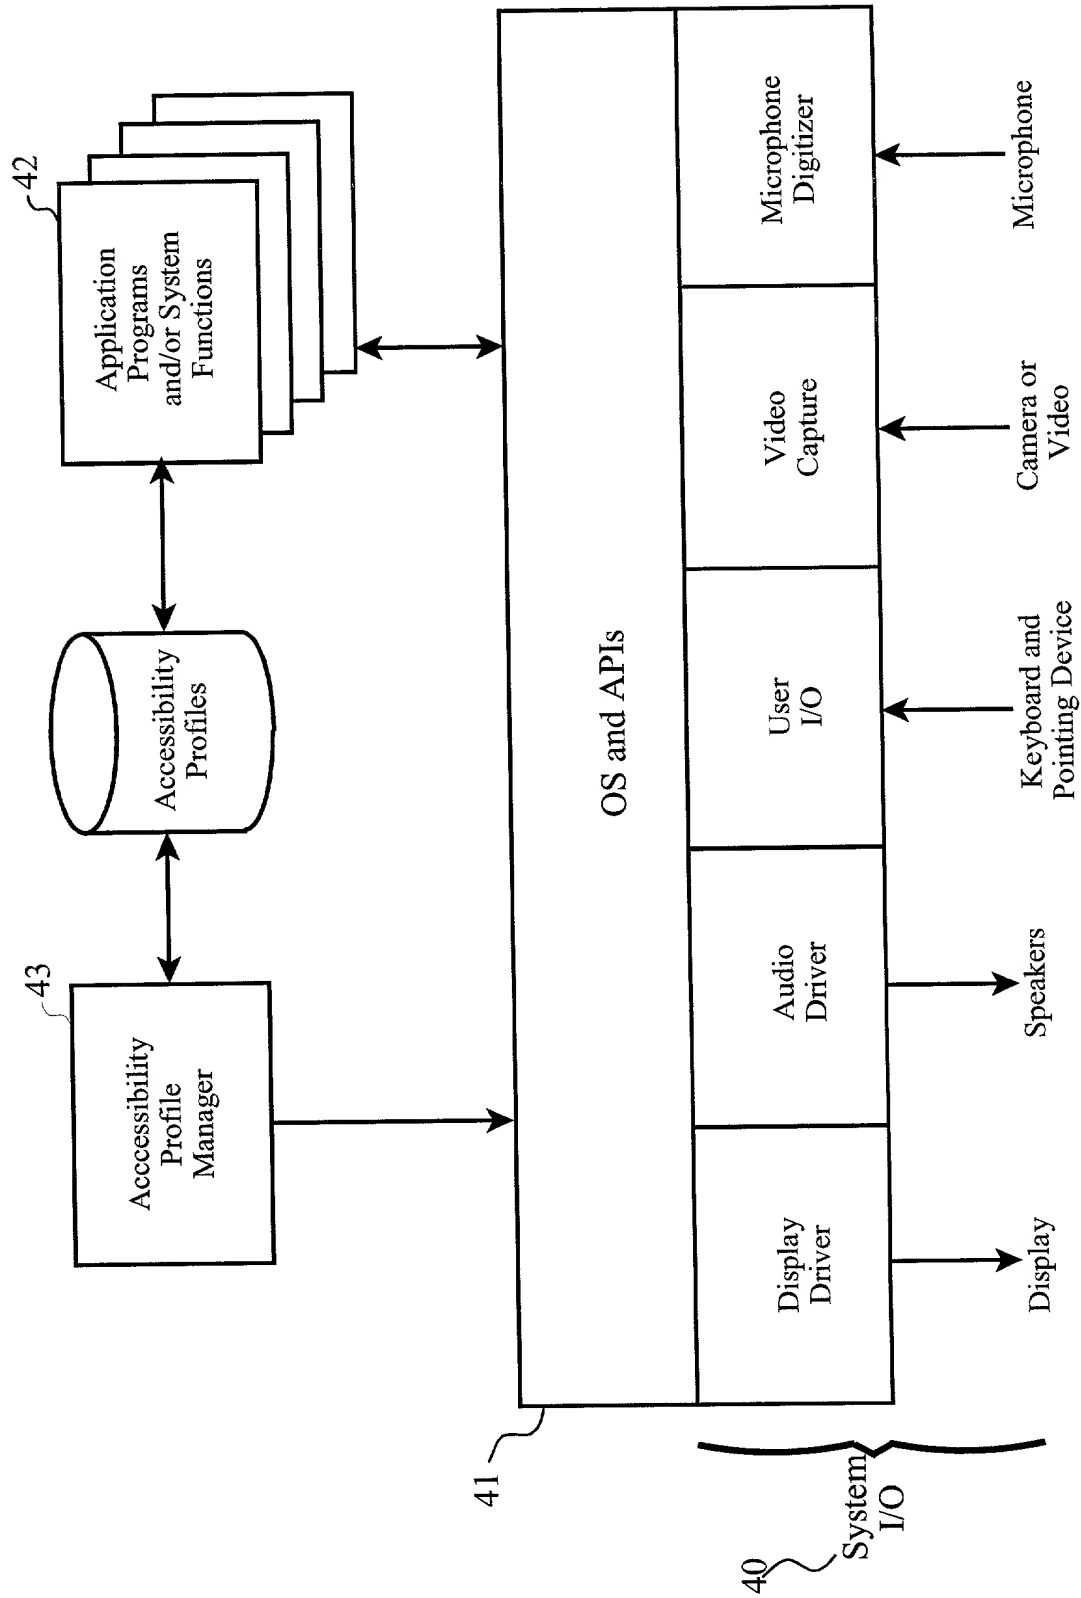 43
Acccessibility
Profile
Manager
Accessibility
Profiles
42
Application
Programs
and/or System
Functions
41
OS and APIs
40
System
I/O
Display
Driver
Audio
Driver
User
I/O
Video
Capture
Microphone
Digitizer
Display
Speakers
Keyboard and
Pointing Device
Camera or
Video
Microphone